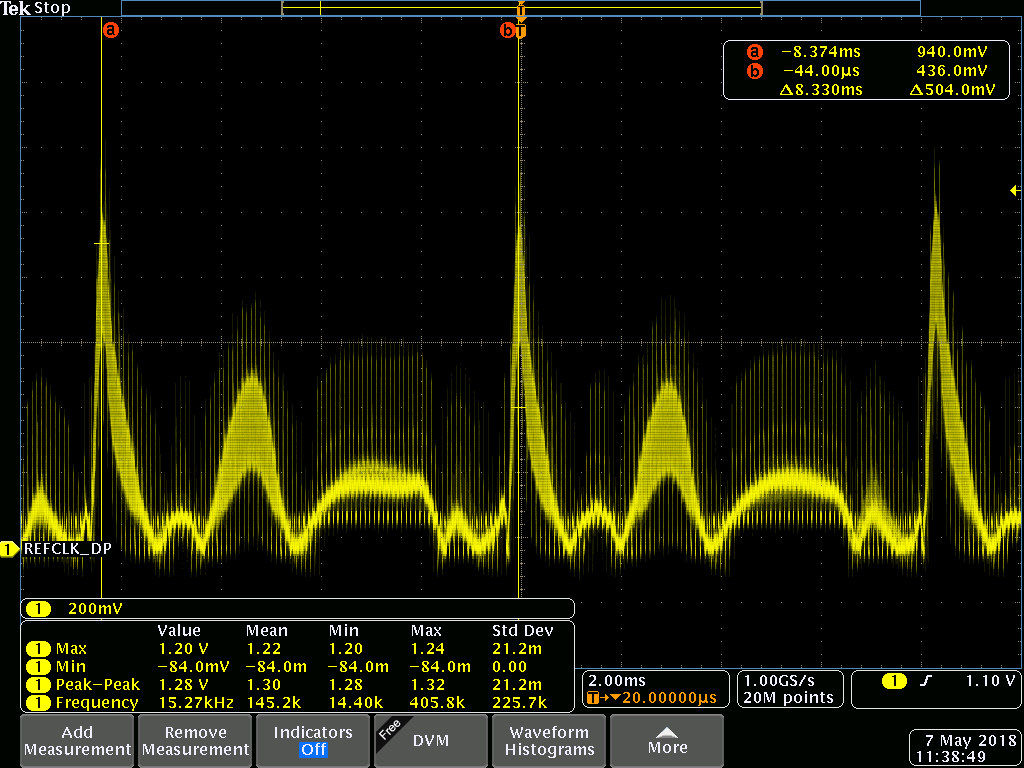 Tek Stop
T
a
b T
a −8.374ms 940.0mV
b −44.00µs 436.0mV
Δ8.330ms Δ504.0mV
1 REFCLK_DP
1 200mV
Value Mean Min Max Std Dev
1 Max 1.20 V 1.22 1.20 1.24 21.2m
1 Min −84.0mV −84.0m −84.0m −84.0m 0.00
1 Peak−Peak 1.28 V 1.30 1.28 1.32 21.2m
1 Frequency 15.27kHz 145.2k 14.40k 405.8k 225.7k
2.00ms
T→▼20.00000µs
1.00GS/s
20M points
1 1.10 V
Add
Measurement
Remove
Measurement
Indicators
Off
Free
DVM
Waveform
Histograms
More
7 May 2018
11:38:49